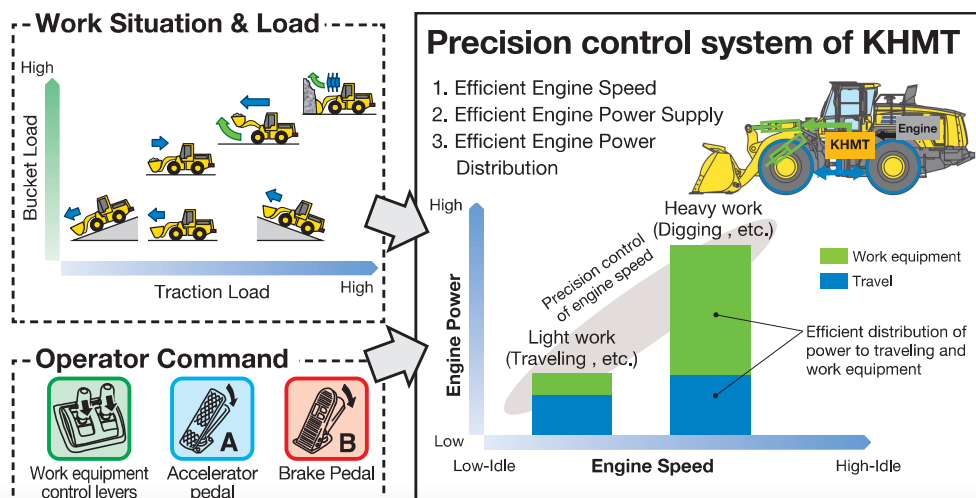 Work Situation & Load
High
Bucket Load
Traction Load
High
Operator Command
A
B
Work equipment
control levers
Accelerator
pedal
Brake Pedal
Precision control system of KHMT
1. Efficient Engine Speed
2. Efficient Engine Power Supply
3. Efficient Engine Power
Distribution
Engine
KHMT
High
Engine Power
Low
Heavy work
(Digging , etc.)
Precision control
of engine speed
Light work
(Traveling , etc.)
Work equipment
Travel
Efficient distribution of
power to traveling and
work equipment
Low-Idle
Engine Speed
High-Idle